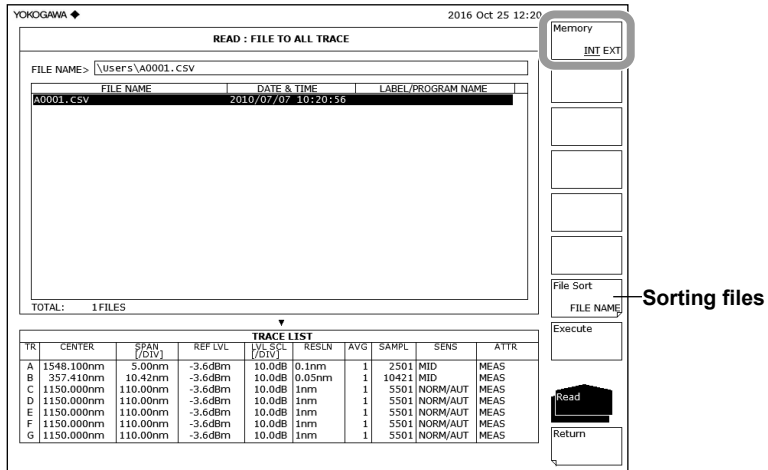 YOKOGAWA ◆ 2016 Oct 25 12:20
READ : FILE TO ALL TRACE
FILE NAME> \Users\A0001.CSV
FILE NAME DATE & TIME LABEL/PROGRAM NAME
A0001.CSV 2010/07/07 10:20:56
TOTAL: 1 FILES
▼
TRACE LIST
TR CENTER SPAN [/DIV] REF LVL LVL SCL [/DIV] RESLN AVG SAMPL SENS ATTR
A 1548.100nm 5.00nm -3.6dBm 10.0dB 0.1nm 1 2501 MID MEAS
B 357.410nm 10.42nm -3.6dBm 10.0dB 0.05nm 1 10421 MID MEAS
C 1150.000nm 110.00nm -3.6dBm 10.0dB 1nm 1 5501 NORM/AUT MEAS
D 1150.000nm 110.00nm -3.6dBm 10.0dB 1nm 1 5501 NORM/AUT MEAS
E 1150.000nm 110.00nm -3.6dBm 10.0dB 1nm 1 5501 NORM/AUT MEAS
F 1150.000nm 110.00nm -3.6dBm 10.0dB 1nm 1 5501 NORM/AUT MEAS
G 1150.000nm 110.00nm -3.6dBm 10.0dB 1nm 1 5501 NORM/AUT MEAS
Memory
INT EXT
File Sort
FILE NAME
Sorting files
Execute
Read
Return